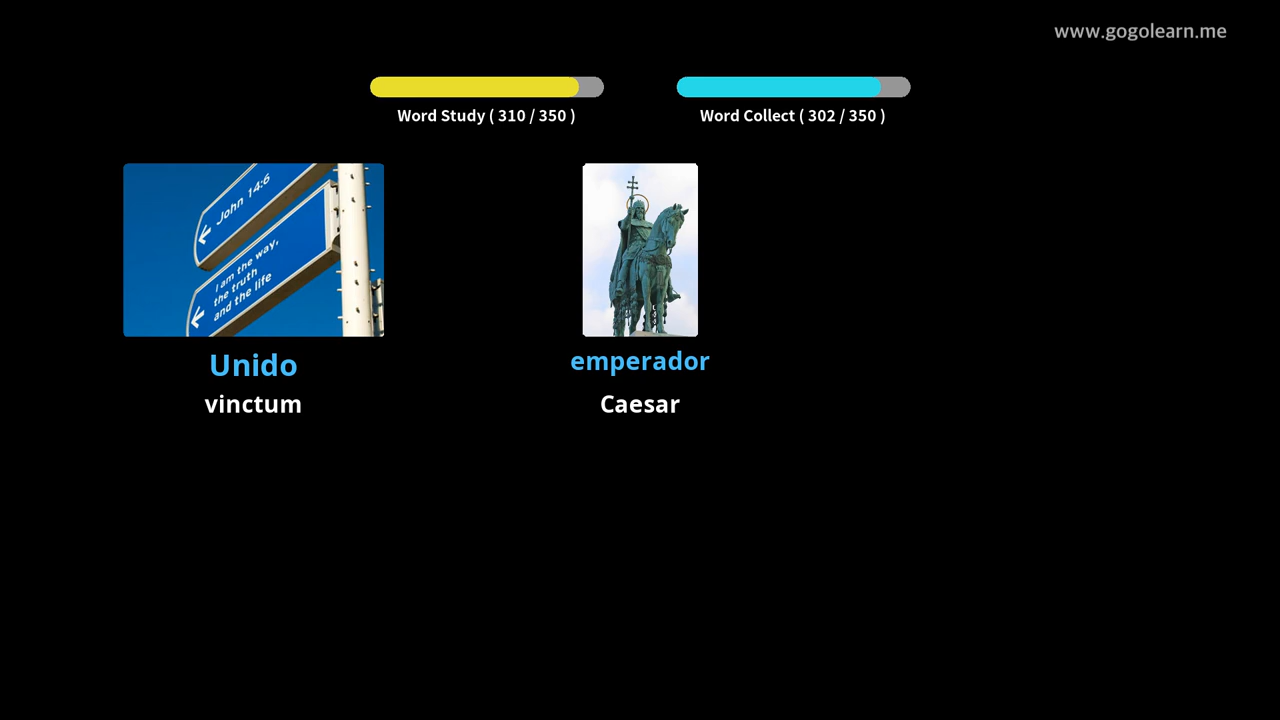 www.gogolearn.me
Word Study ( 310 / 350 )
Word Collect ( 302 / 350 )
John 14:6
I am the way,
the truth
and the life
Unido
vinctum
emperador
Caesar